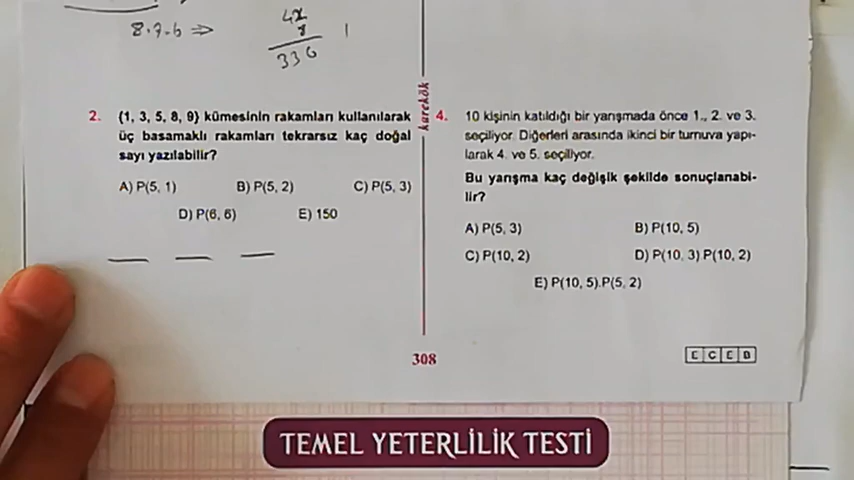 8.7.6 ⇒
42
8
336
2. {1, 3, 5, 8, 9} kümesinin rakamları kullanılarak
üç basamaklı rakamları tekrarsız kaç doğal
sayı yazılabilir?
A) P(5, 1) B) P(5, 2) C) P(5, 3)
D) P(6, 6) E) 150
karekök
4. 10 kişinin katıldığı bir yarışmada önce 1., 2. ve 3.
seçiliyor. Diğerleri arasında ikinci bir turnuva yapı-
larak 4. ve 5. seçiliyor.
Bu yarışma kaç değişik şekilde sonuçlanabi-
lir?
A) P(5, 3) B) P(10, 5)
C) P(10, 2) D) P(10, 3) P(10, 2)
E) P(10, 5).P(5, 2)
308
E C E B
TEMEL YETERLİLİK TESTİ